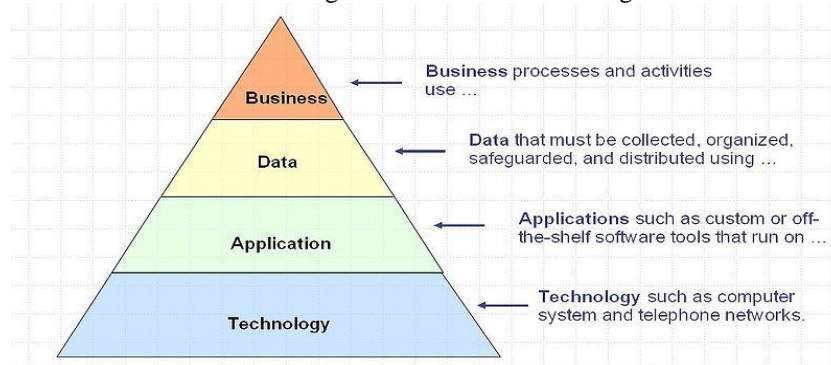 Business
Business processes and activities
use ...
Data
Data that must be collected, organized,
safeguarded, and distributed using ...
Application
Applications such as custom or off-
the-shelf software tools that run on ...
Technology
Technology such as computer
system and telephone networks.